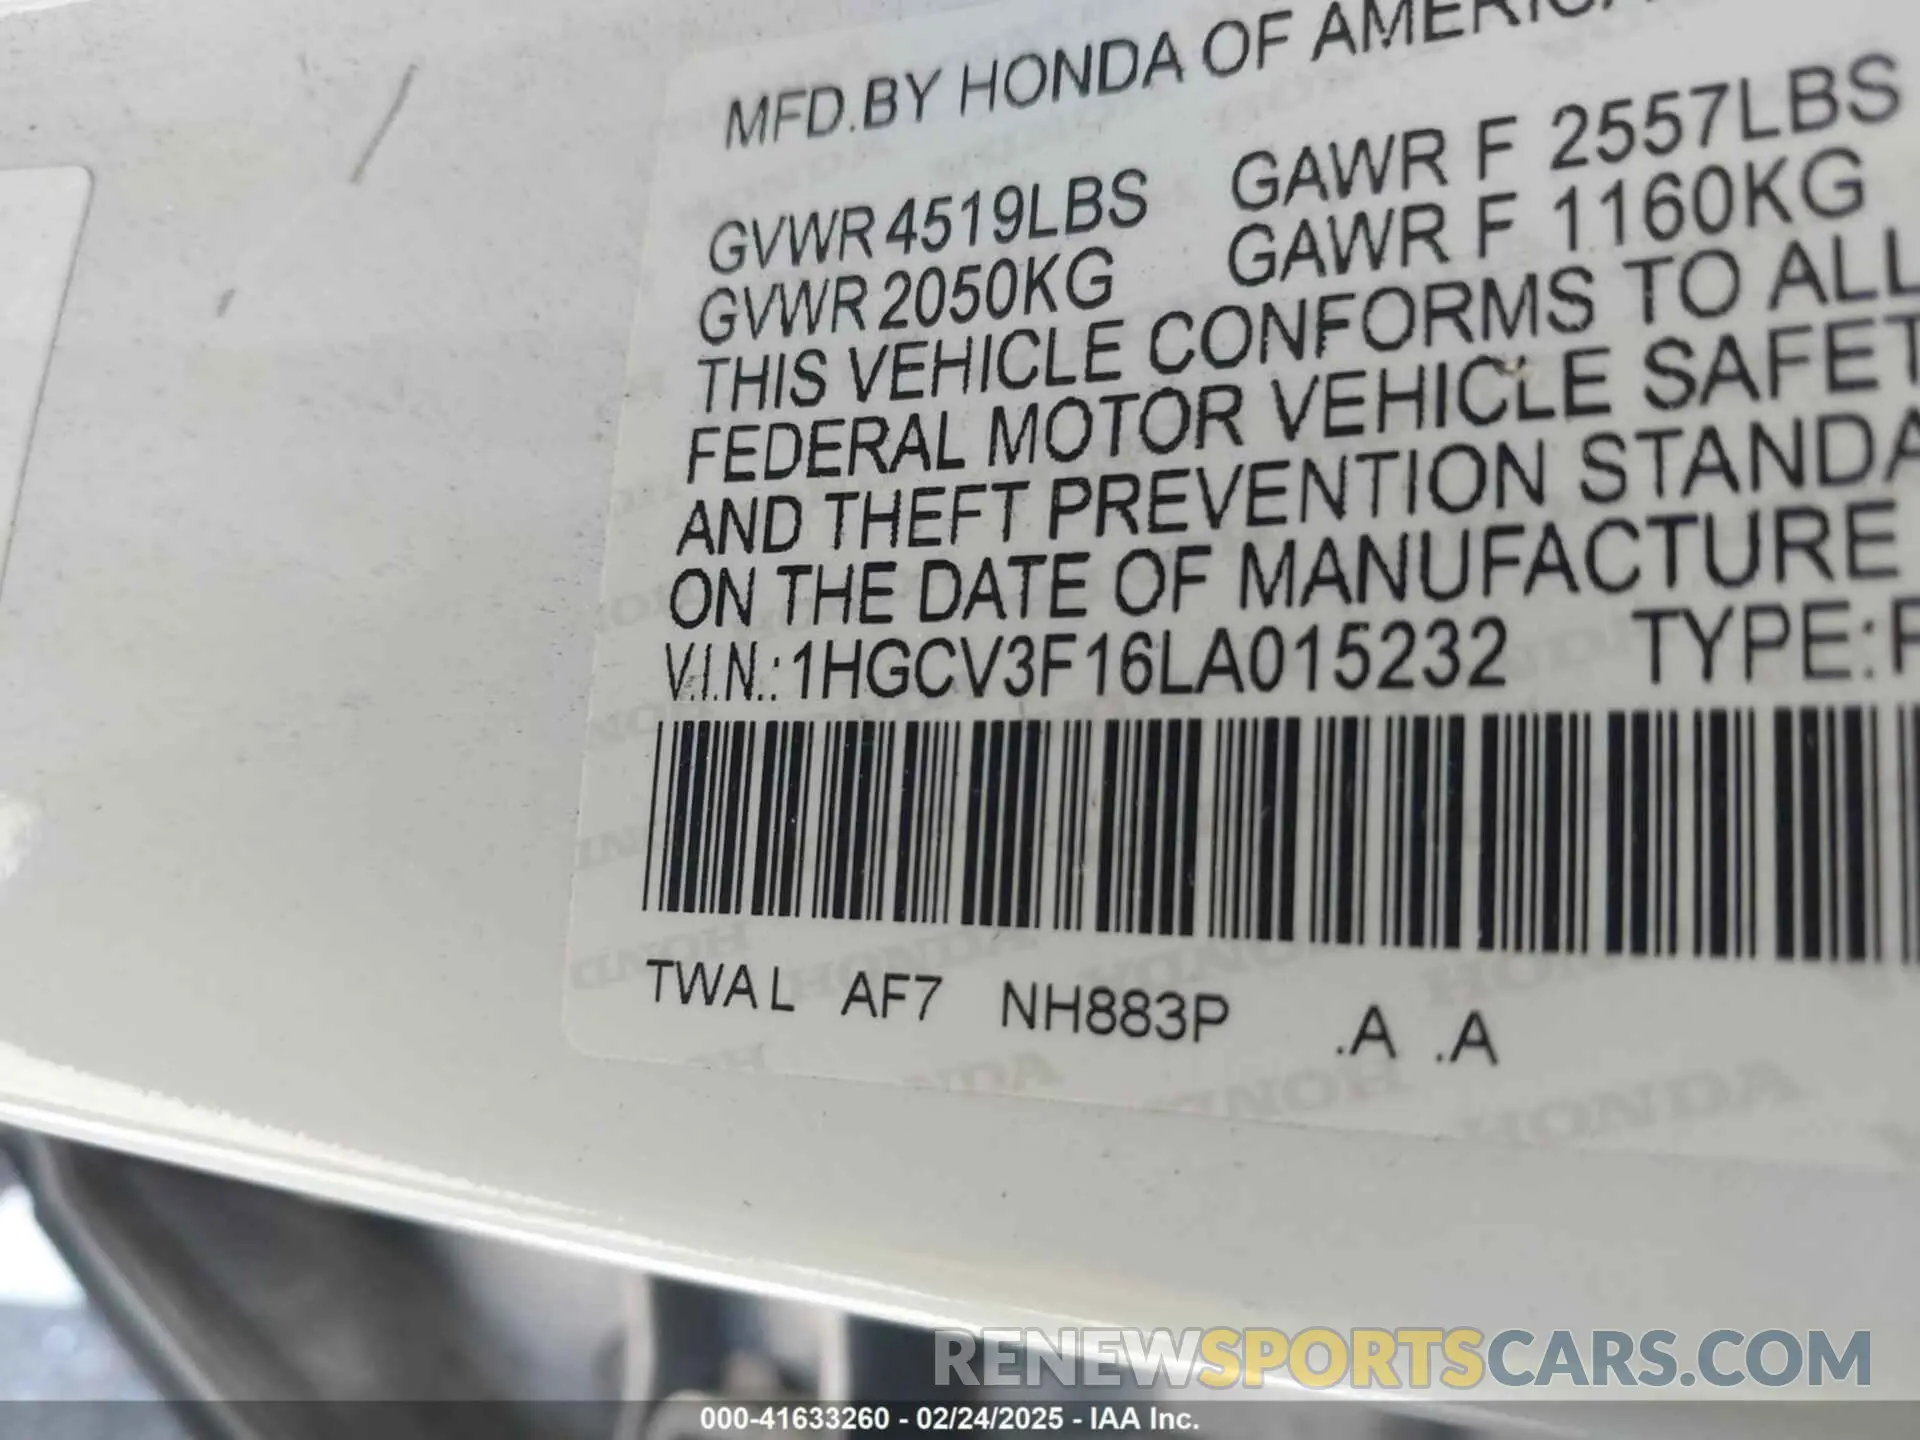 MFD.BY HONDA OF AMERICA
GVWR 4519LBS GAWR F 2557LBS
GVWR 2050KG GAWR F 1160KG
THIS VEHICLE CONFORMS TO ALL
FEDERAL MOTOR VEHICLE SAFET
AND THEFT PREVENTION STANDA
ON THE DATE OF MANUFACTURE
V.I.N.: 1HGCV3F16LA015232 TYPE:P
TWAL AF7 NH883P .A .A
RENEWSPORTSCARS.COM
000-41633260 - 02/24/2025 - IAA Inc.